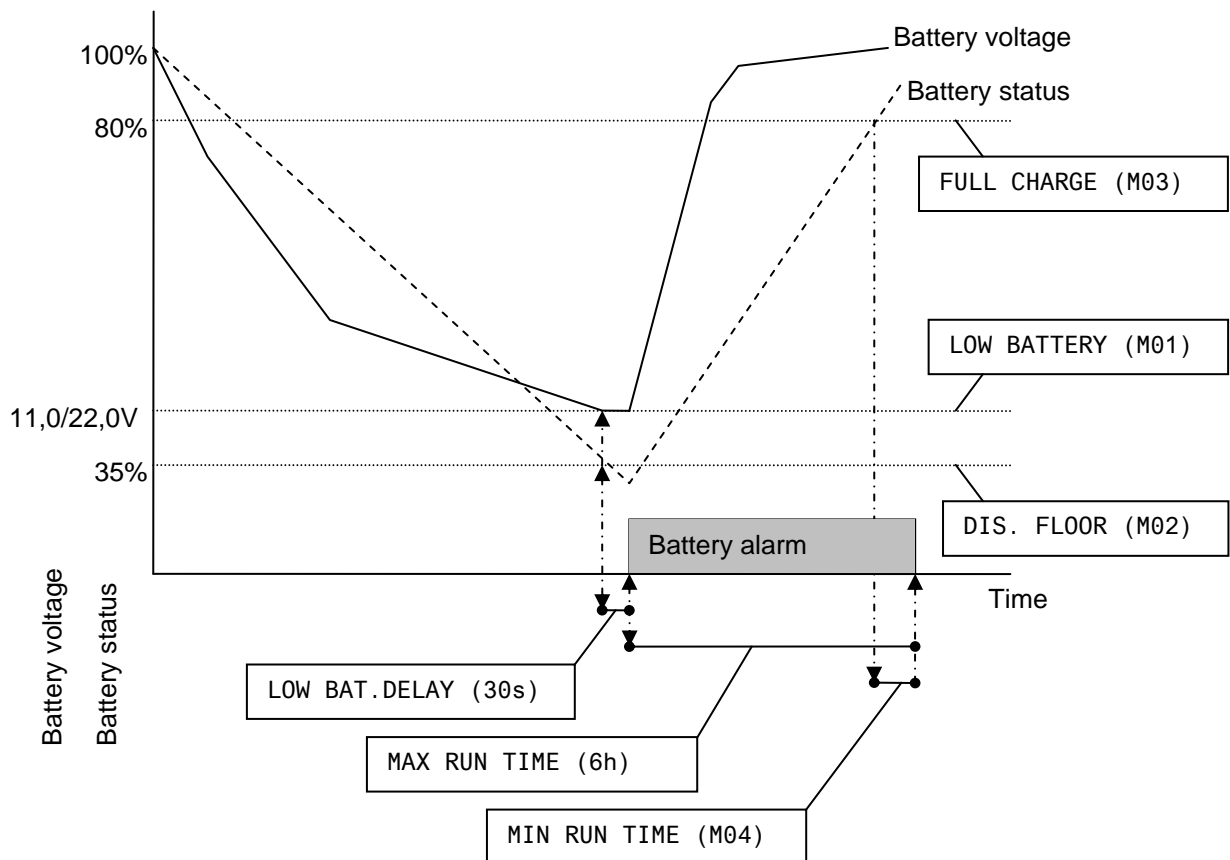 100%
Battery voltage
Battery status
80%
FULL CHARGE (M03)
LOW BATTERY (M01)
11,0/22,0V
35%
DIS. FLOOR (M02)
Battery alarm
Time
Battery voltage
Battery status
LOW BAT.DELAY (30s)
MAX RUN TIME (6h)
MIN RUN TIME (M04)